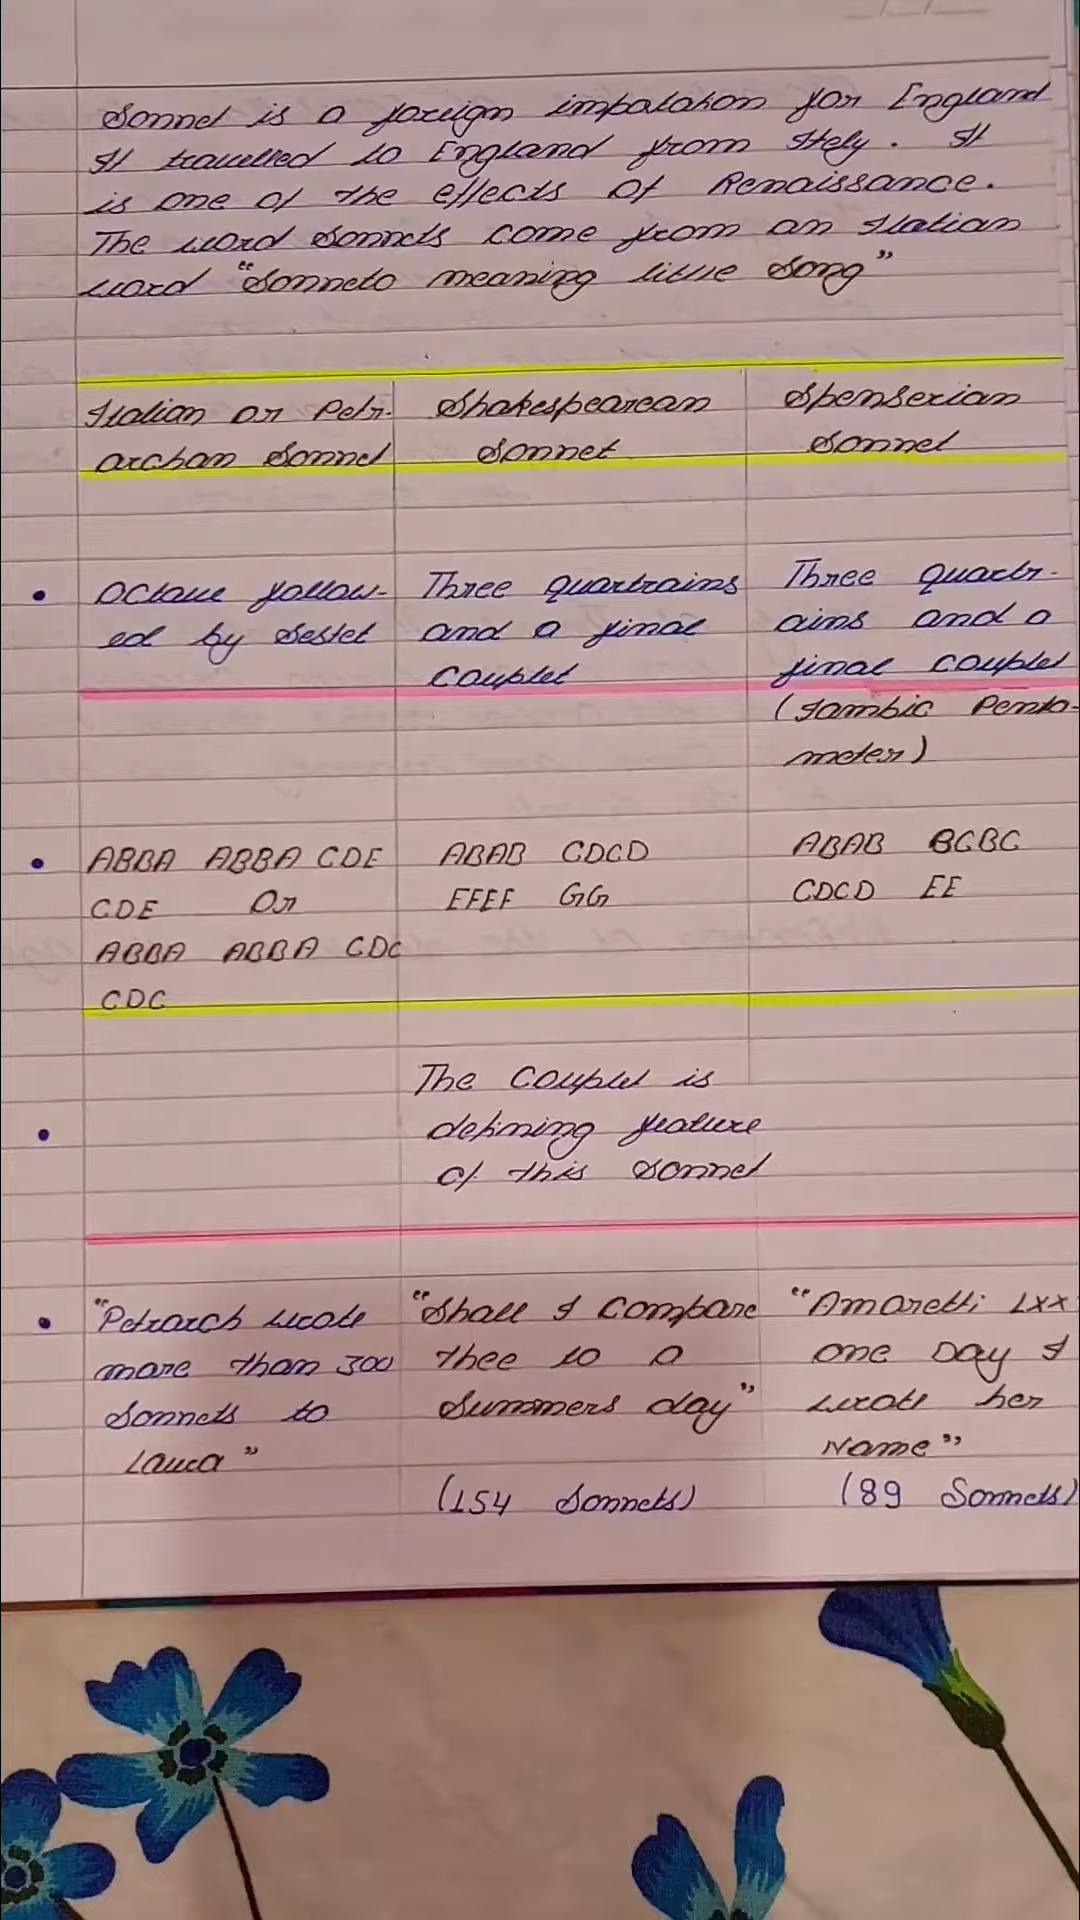 Sonnet is a foreign impotation for England
It travelled to England from Itely. It
is one of the effects of Renaissance.
The word Sonnets come from an Italian
word "Sonneto meaning little Song"
Italian or Petr-
archan Sonnet
Shakespearean
Sonnet
Spenserian
Sonnet
Octave follow-
ed by Sestet
Three quartrains
and a final
Couplet
Three quartr-
ains and a
final couplet
(Iambic Penta-
meter)
ABBA ABBA CDE
CDE Or
ABBA ABBA CDC
CDC
ABAB CDCD
EFEF GG
ABAB BCBC
CDCD EE
The Couplet is
defining feature
of this Sonnet
"Petrarch wrote
more than 300
Sonnets to
Laura"
"Shall I Compare
thee to a
Summers day"
(154 Sonnets)
"Amoretti LXX
one Day I
wrote her
Name"
(89 Sonnets)